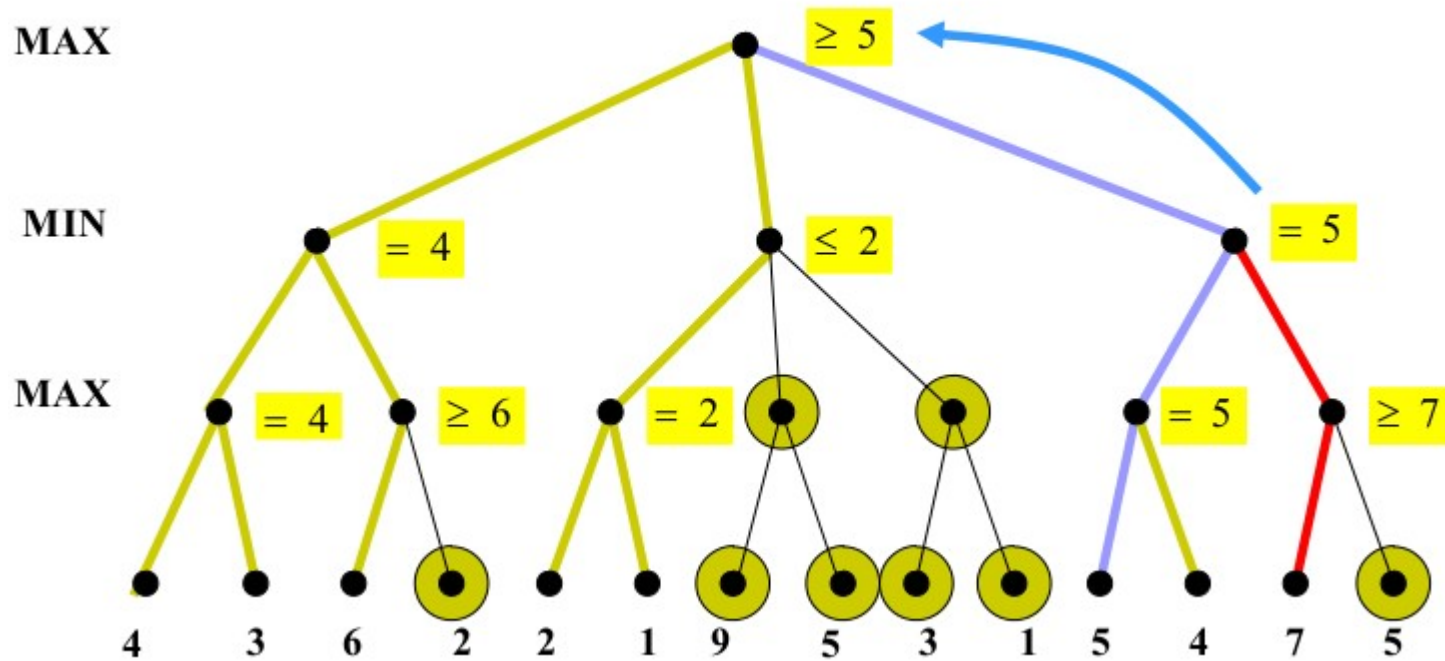 MAX ≥ 5
MIN = 4 ≤ 2 = 5
MAX = 4 ≥ 6 = 2 = 5 ≥ 7
4 3 6 2 2 1 9 5 3 1 5 4 7 5